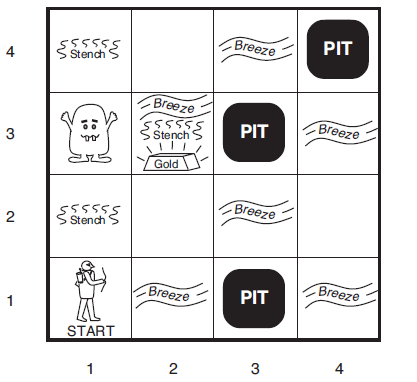 4
Stench
Breeze
PIT
3
Breeze
Stench
Gold
PIT
Breeze
2
Stench
Breeze
1
START
Breeze
PIT
Breeze
1 2 3 4